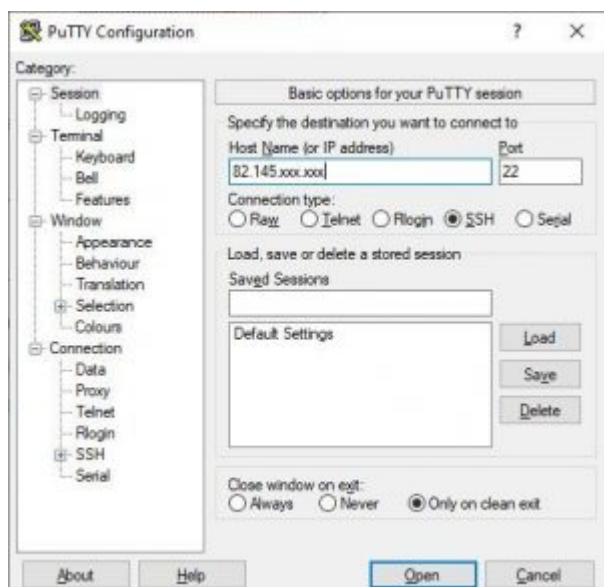 PuTTY Configuration
? ×
Category:
Session
Logging
Terminal
Keyboard
Bell
Features
Window
Appearance
Behaviour
Translation
Selection
Colours
Connection
Data
Proxy
Telnet
Rlogin
SSH
Serial
Basic options for your PuTTY session
Specify the destination you want to connect to
Host Name (or IP address) Port
82.145.xxx.xxx 22
Connection type:
Raw Telnet Rlogin SSH Serial
Load, save or delete a stored session
Saved Sessions
Default Settings
Load
Save
Delete
Close window on exit:
Always Never Only on clean exit
About Help Open Cancel